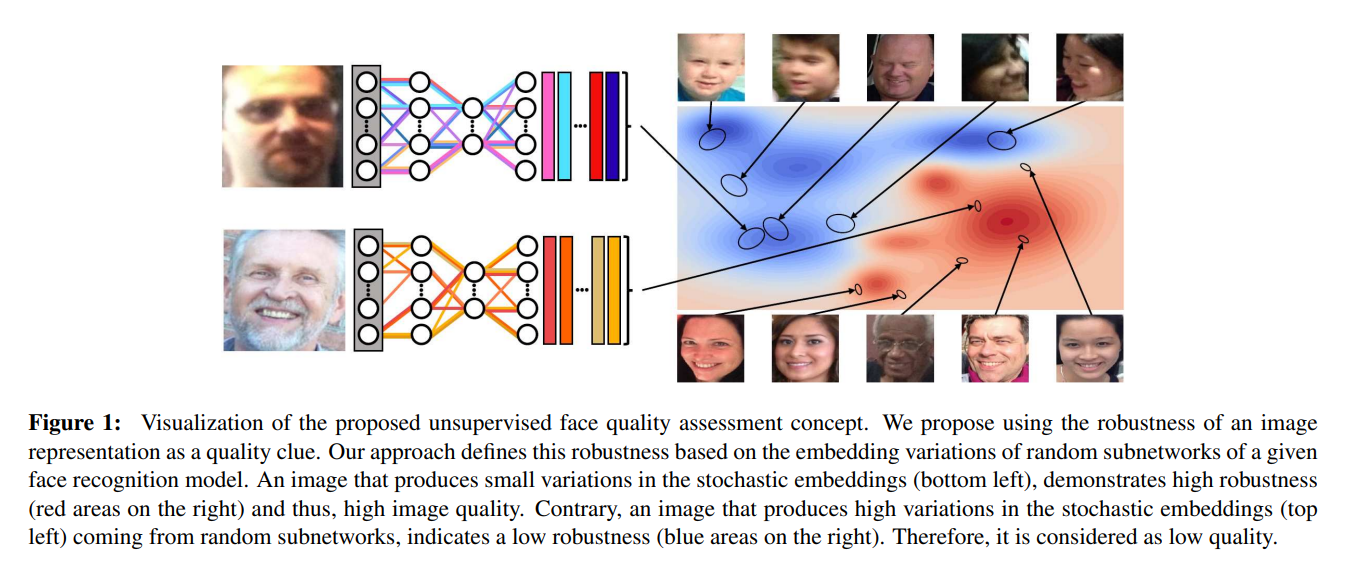 Figure 1: Visualization of the proposed unsupervised face quality assessment concept. We propose using the robustness of an image
representation as a quality clue. Our approach defines this robustness based on the embedding variations of random subnetworks of a given
face recognition model. An image that produces small variations in the stochastic embeddings (bottom left), demonstrates high robustness
(red areas on the right) and thus, high image quality. Contrary, an image that produces high variations in the stochastic embeddings (top
left) coming from random subnetworks, indicates a low robustness (blue areas on the right). Therefore, it is considered as low quality.